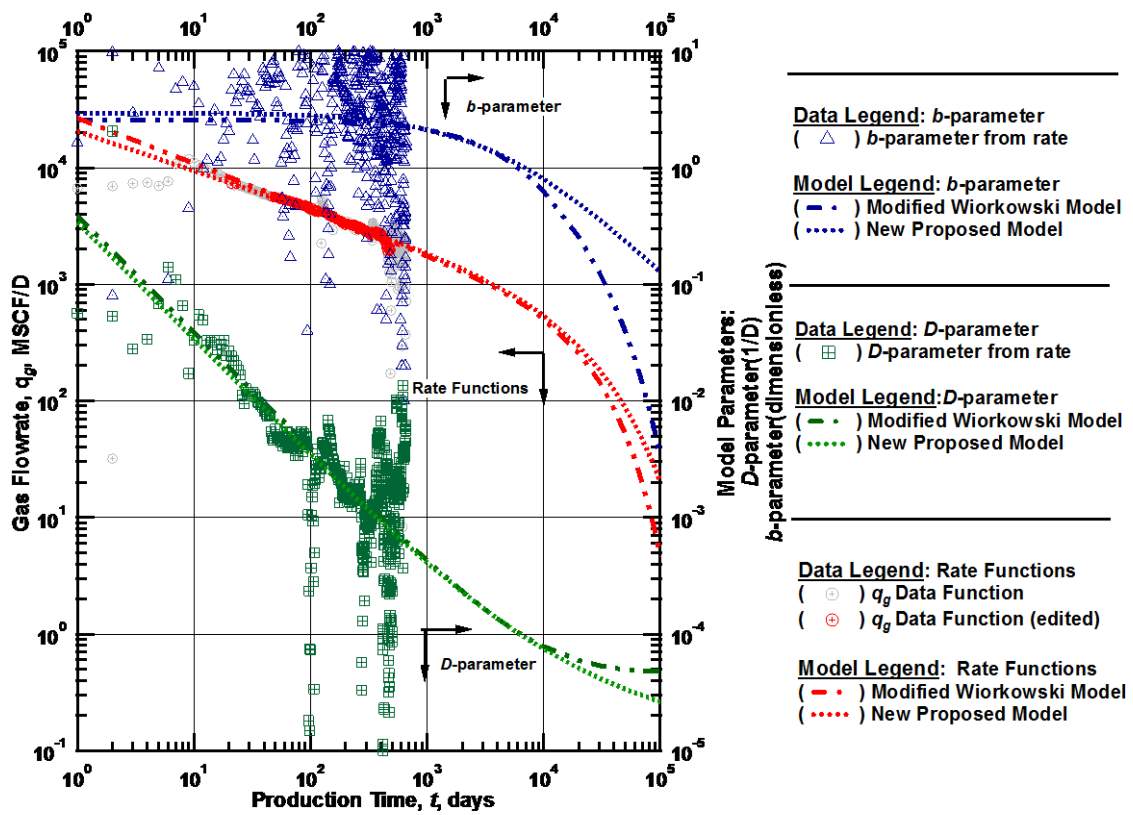 10⁰ 10¹ 10² 10³ 10⁴ 10⁵
10⁵
10⁴
10³
10²
10¹
10⁰
10⁻¹
10¹
10⁰
10⁻¹
10⁻²
10⁻³
10⁻⁴
10⁻⁵
10⁰ 10¹ 10² 10³ 10⁴ 10⁵
Gas Flowrate, qg, MSCF/D
Production Time, t, days
b-parameter
Rate Functions
D-parameter
Model Parameters:
D-parameter(1/D)
b-parameter(dimensionless)
Data Legend: b-parameter
( ) b-parameter from rate
Model Legend: b-parameter
( ) Modified Wiorkowski Model
( ) New Proposed Model
Data Legend: D-parameter
( ) D-parameter from rate
Model Legend:D-parameter
( ) Modified Wiorkowski Model
( ) New Proposed Model
Data Legend: Rate Functions
( ) qg Data Function
( ) qg Data Function (edited)
Model Legend: Rate Functions
( ) Modified Wiorkowski Model
( ) New Proposed Model